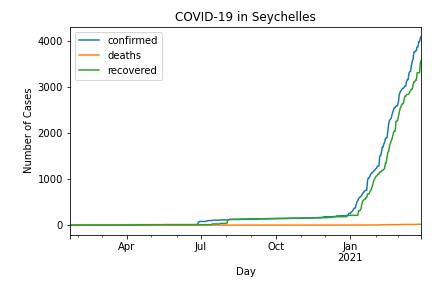 COVID-19 in Seychelles
confirmed
deaths
recovered
Number of Cases
4000
3000
2000
1000
0
Apr
Jul
Oct
Jan
2021
Day